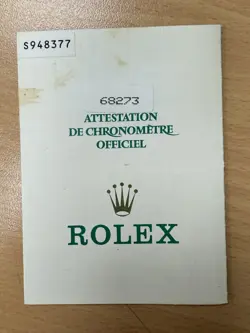 S948377
68273
ATTESTATION
DE CHRONOMÈTRE
OFFICIEL
ROLEX